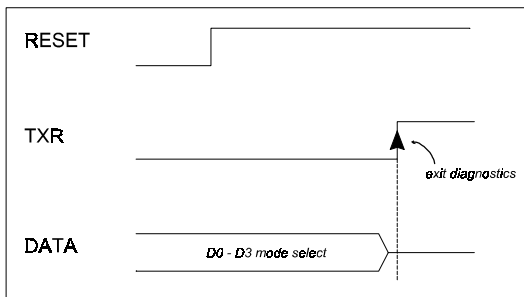 RESET
TXR
exit diagnostics
DATA
D0 - D3 mode select